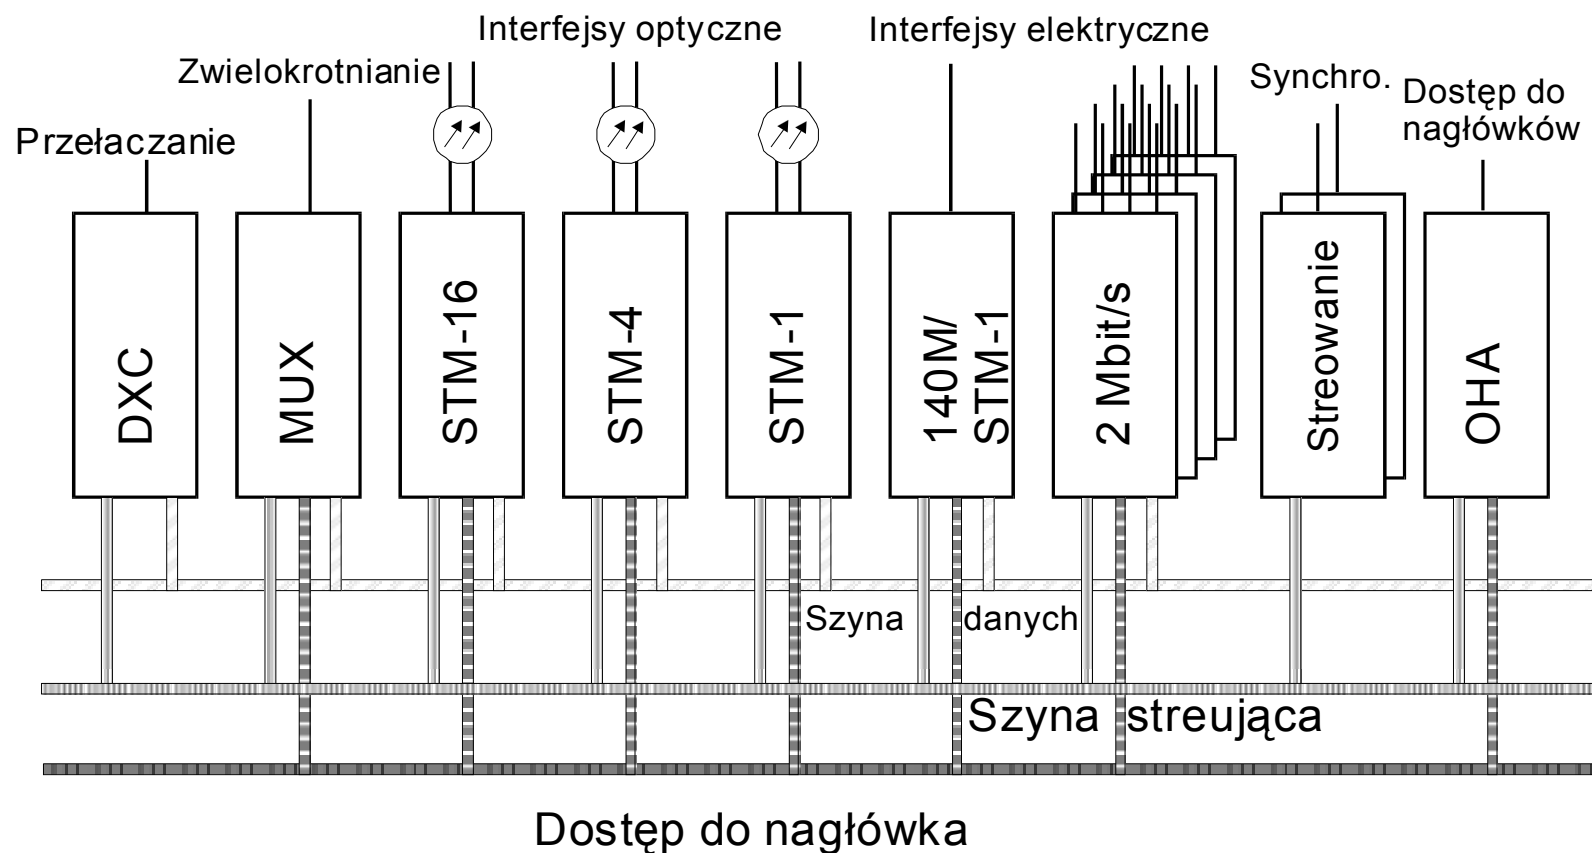 Interfejsy optyczne
Interfejsy elektryczne
Zwielokrotnianie
Synchro.
Dostęp do
nagłówków
Przełaczanie
DXC
MUX
STM-16
STM-4
STM-1
140M/
STM-1
2 Mbit/s
Streowanie
OHA
Szyna danych
Szyna streująca
Dostęp do nagłówka